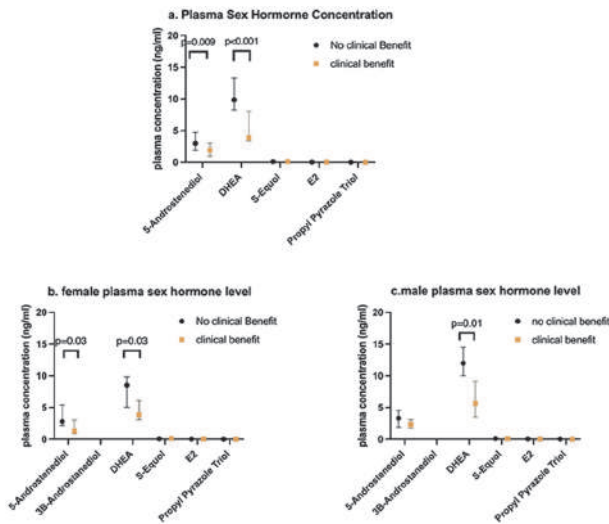 a. Plasma Sex Hormorne Concentration
p=0.009
p<0.001
No clinical Benefit
clinical benefit
plasma concentration (ng/ml)
20
15
10
5
0
5-Androstenediol
DHEA
S-Equol
E2
Propyl Pyrazole Triol
b. female plasma sex hormone level
p=0.03
p=0.03
No clinical Benefit
clinical benefit
plasma concentration (ng/ml)
20
15
10
5
0
5-Androstenediol
3B-Androstanediol
DHEA
S-Equol
E2
Propyl Pyrazole Triol
c.male plasma sex hormone level
p=0.01
no clinical benefit
clinical benefit
plasma concentration (ng/ml)
20
15
10
5
0
5-Androstenediol
3B-Androstanediol
DHEA
S-Equol
E2
Propyl Pyrazole Triol